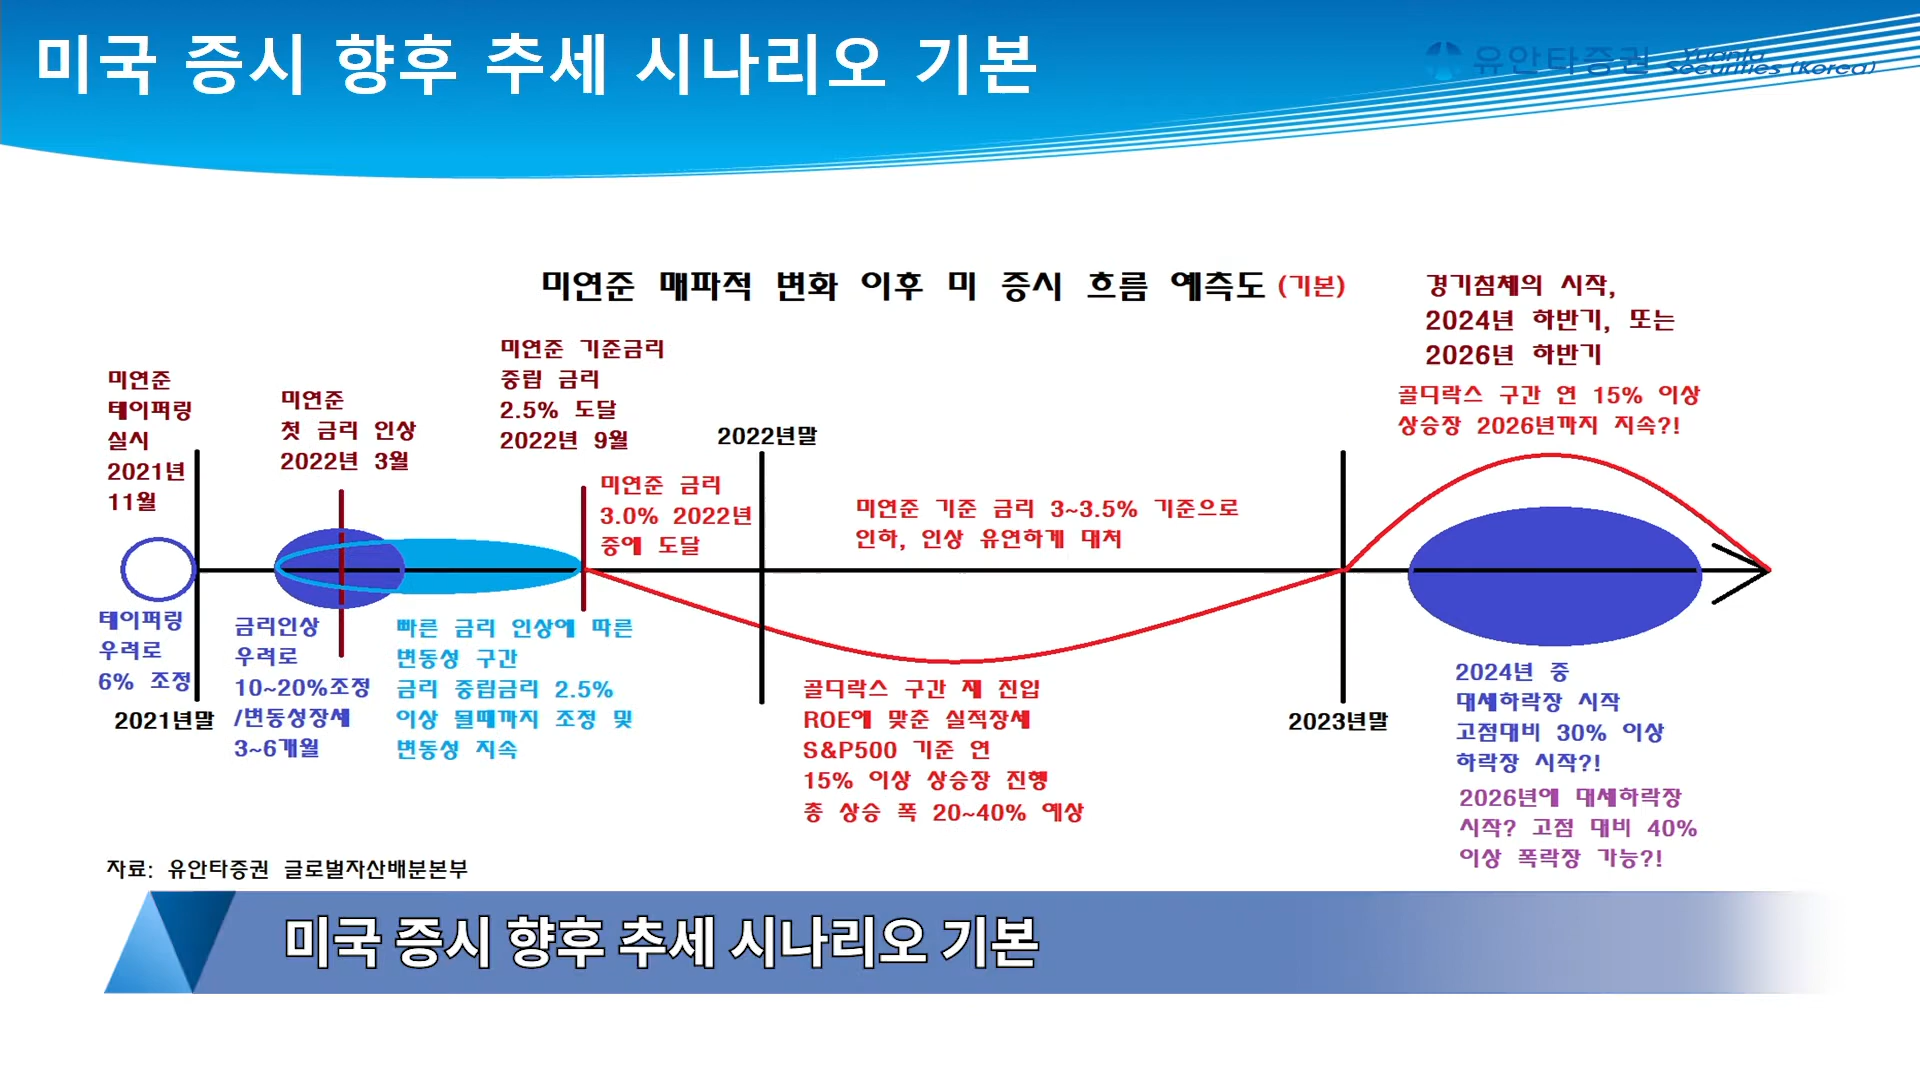 미국 증시 향후 추세 시나리오 기본
유안타증권 Yuanta Securities (Korea)
미연준 매파적 변화 이후 미 증시 흐름 예측도 (기본)
경기침체의 시작,
2024년 하반기, 또는
2026년 하반기
골디락스 구간 연 15% 이상
상승장 2026년까지 지속?!
미연준
테이퍼링
실시
2021년
11월
미연준
첫 금리 인상
2022년 3월
미연준 기준금리
중립 금리
2.5% 도달
2022년 9월
2022년말
미연준 금리
3.0% 2022년
중에 도달
미연준 기준 금리 3~3.5% 기준으로
인하, 인상 유연하게 대처
테이퍼링
우려로
6% 조정
2021년말
금리인상
우려로
10~20%조정
/변동성장세
3~6개월
빠른 금리 인상에 따른
변동성 구간
금리 중립금리 2.5%
이상 될때까지 조정 및
변동성 지속
골디락스 구간 재 진입
ROE에 맞춘 실적장세
S&P500 기준 연
15% 이상 상승장 진행
총 상승 폭 20~40% 예상
2023년말
2024년 중
대세하락장 시작
고점대비 30% 이상
하락장 시작?!
2026년에 대세하락장
시작? 고점 대비 40%
이상 폭락장 가능?!
자료: 유안타증권 글로벌자산배분본부
미국 증시 향후 추세 시나리오 기본